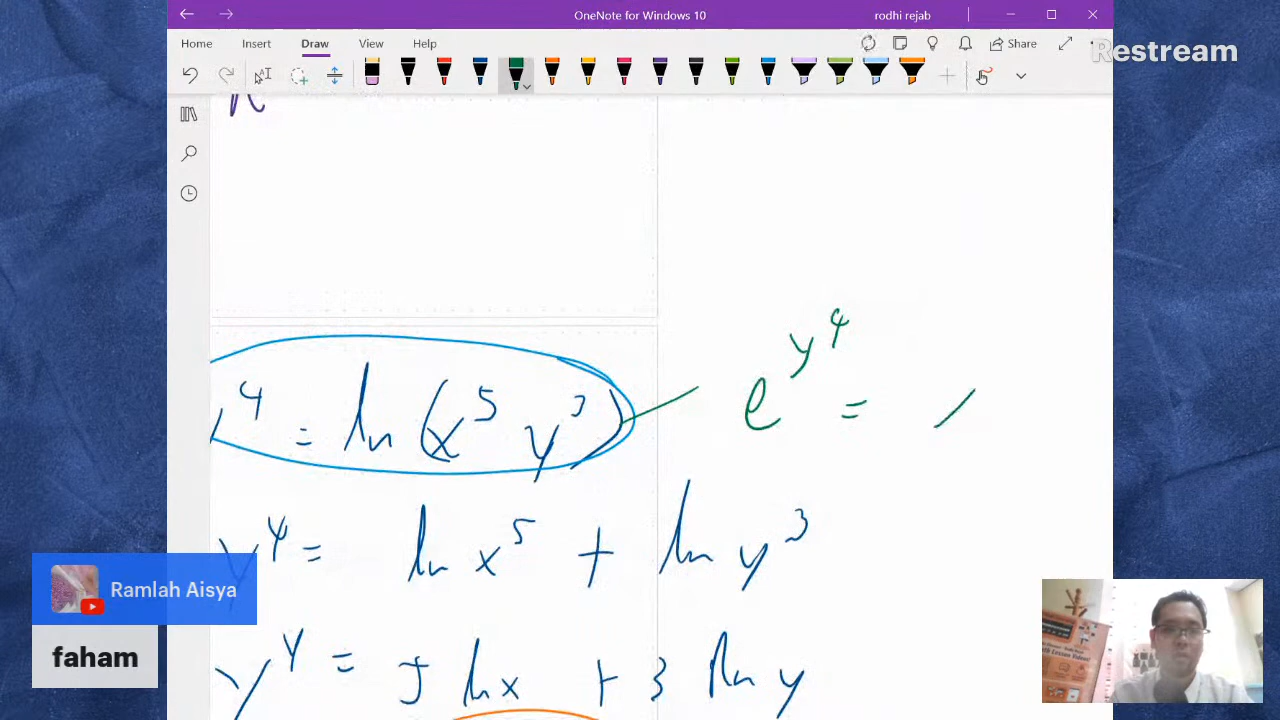 OneNote for Windows 10
rodhi rejab
Home Insert Draw View Help
Share
Restream
y⁴ = ln (x⁵ y³)
e^y⁴ =
y⁴ = ln x⁵ + ln y³
y⁴ = 5 ln x + 3 ln y
Ramlah Aisya
faham